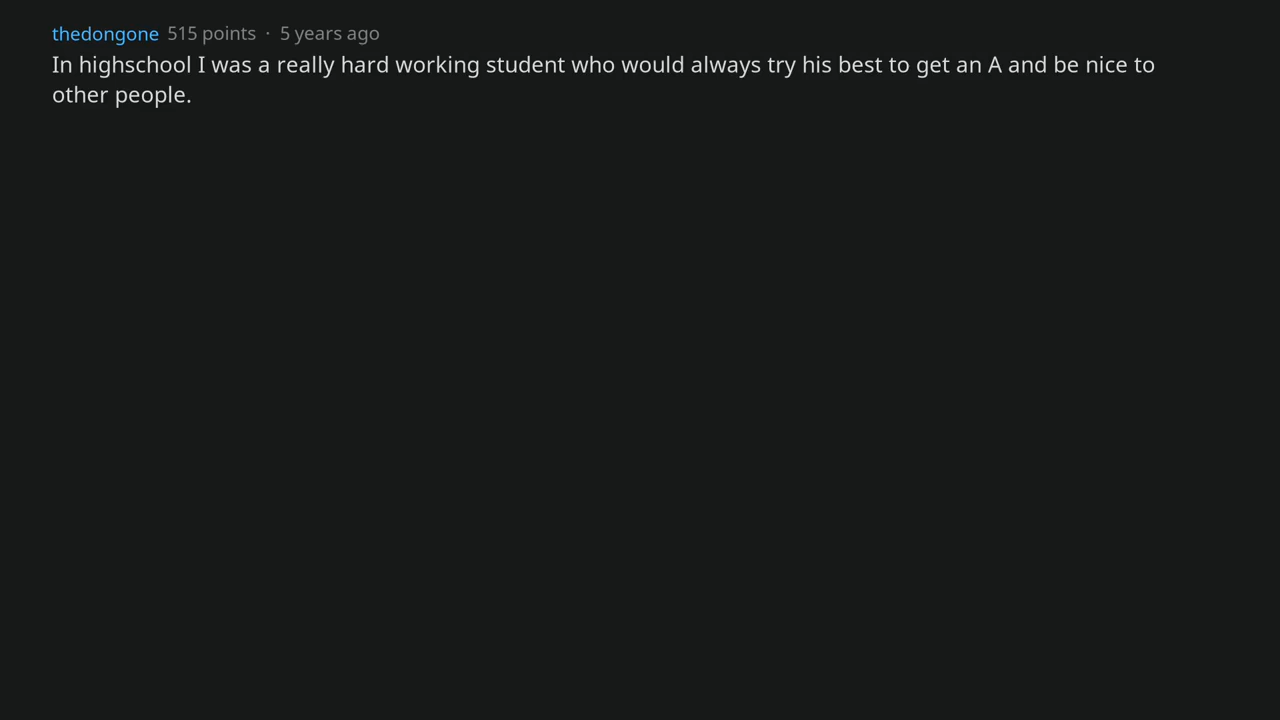 thedongone 515 points · 5 years ago
In highschool I was a really hard working student who would always try his best to get an A and be nice to
other people.